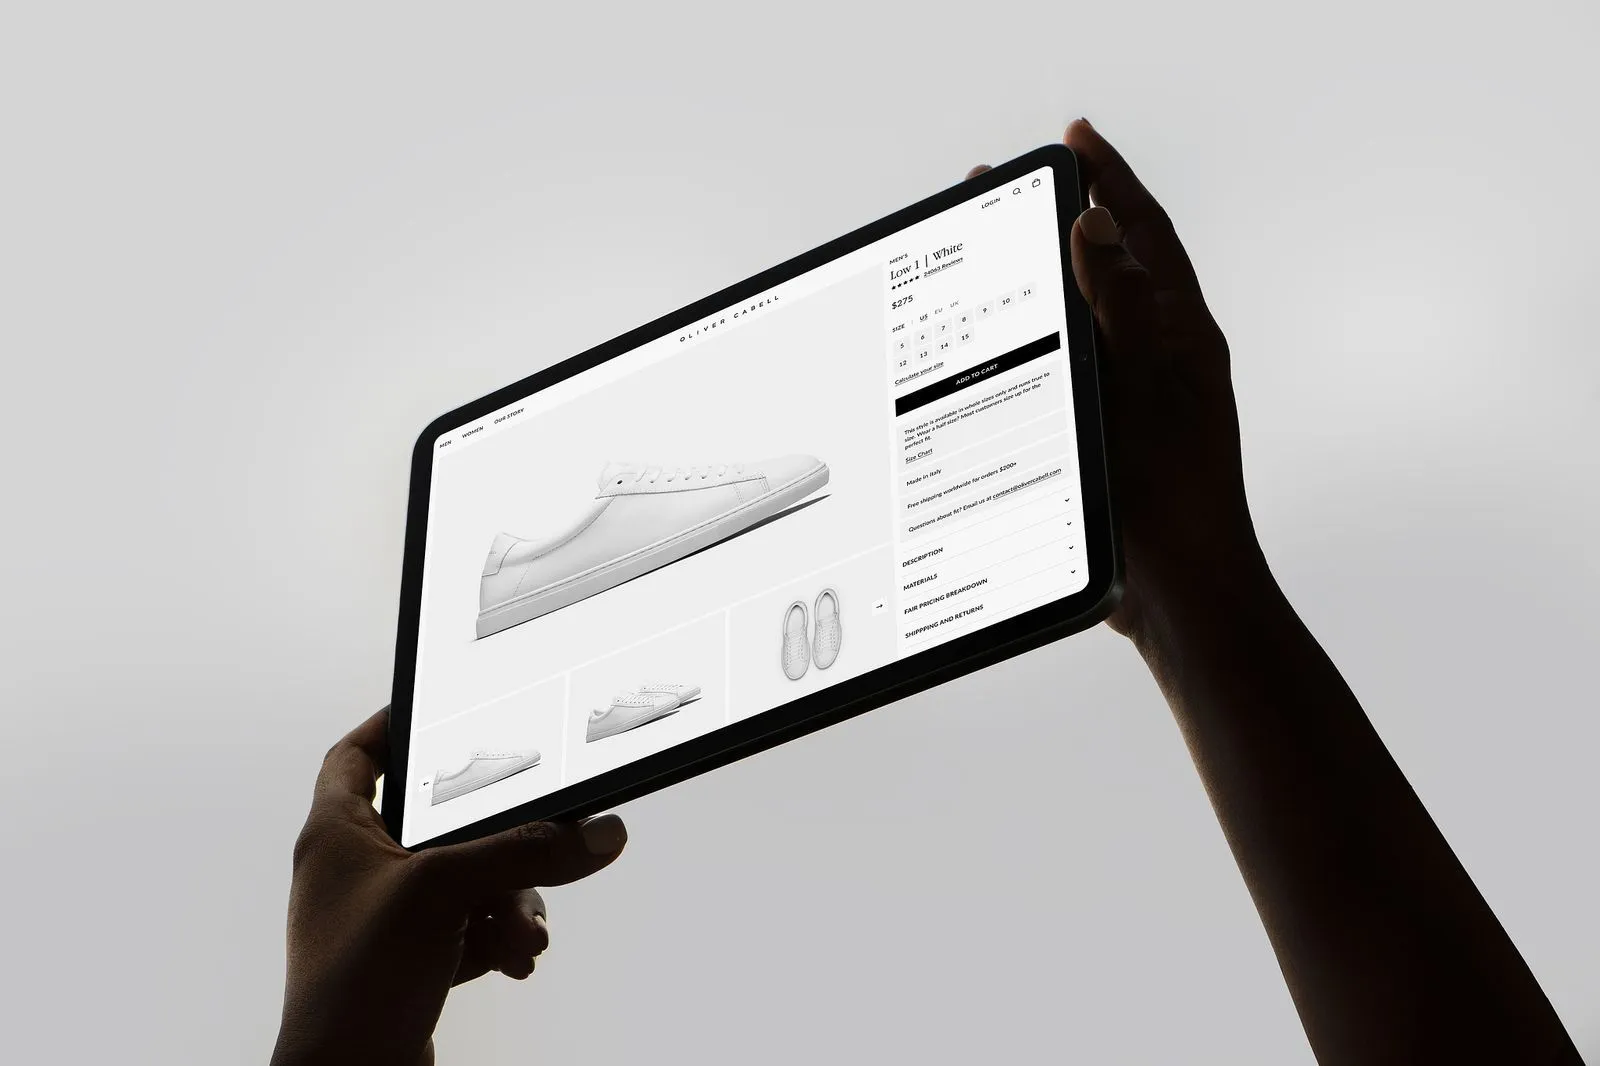 MEN WOMEN OUR STORY
OLIVER CABELL
LOGIN
MEN'S
Low 1 | White
★★★★★ 24063 Reviews
$275
SIZE | US EU UK
5 6 7 8 9 10 11
12 13 14 15
Calculate your size
ADD TO CART
This style is available in whole sizes only and runs true to
size. Wear a half size? Most customers size up for the
perfect fit.
Size Chart
Made in Italy
Free shipping worldwide for orders $200+
Questions about fit? Email us at contact@olivercabell.com
DESCRIPTION
MATERIALS
FAIR PRICING BREAKDOWN
SHIPPPING AND RETURNS